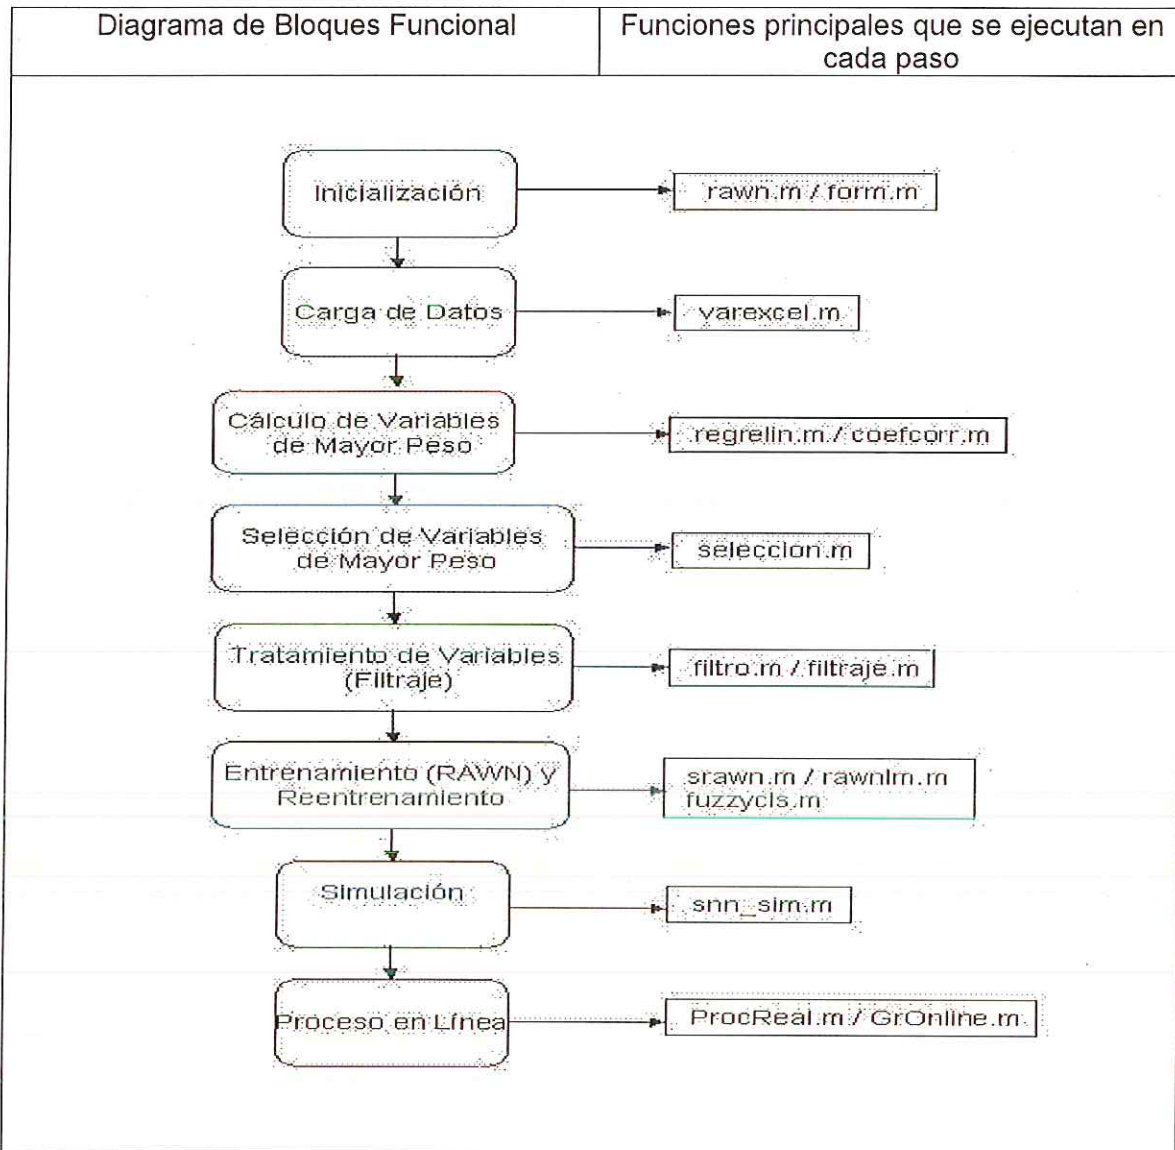 Diagrama de Bloques Funcional
Funciones principales que se ejecutan en
cada paso
Inicialización
rawn.m / form.m
Carga de Datos
varexcel.m
Cálculo de Variables
de Mayor Peso
regrelin.m / coefcorr.m
Selección de Variables
de Mayor Peso
seleccion.m
Tratamiento de Variables
(Filtraje)
filtro.m / filtraje.m
Entrenamiento (RAWN) y
Reentrenamiento
srawn.m / rawnlm.m
fuzzycls.m
Simulación
snn_sim.m
Proceso en Línea
ProcReal.m / GrOnline.m